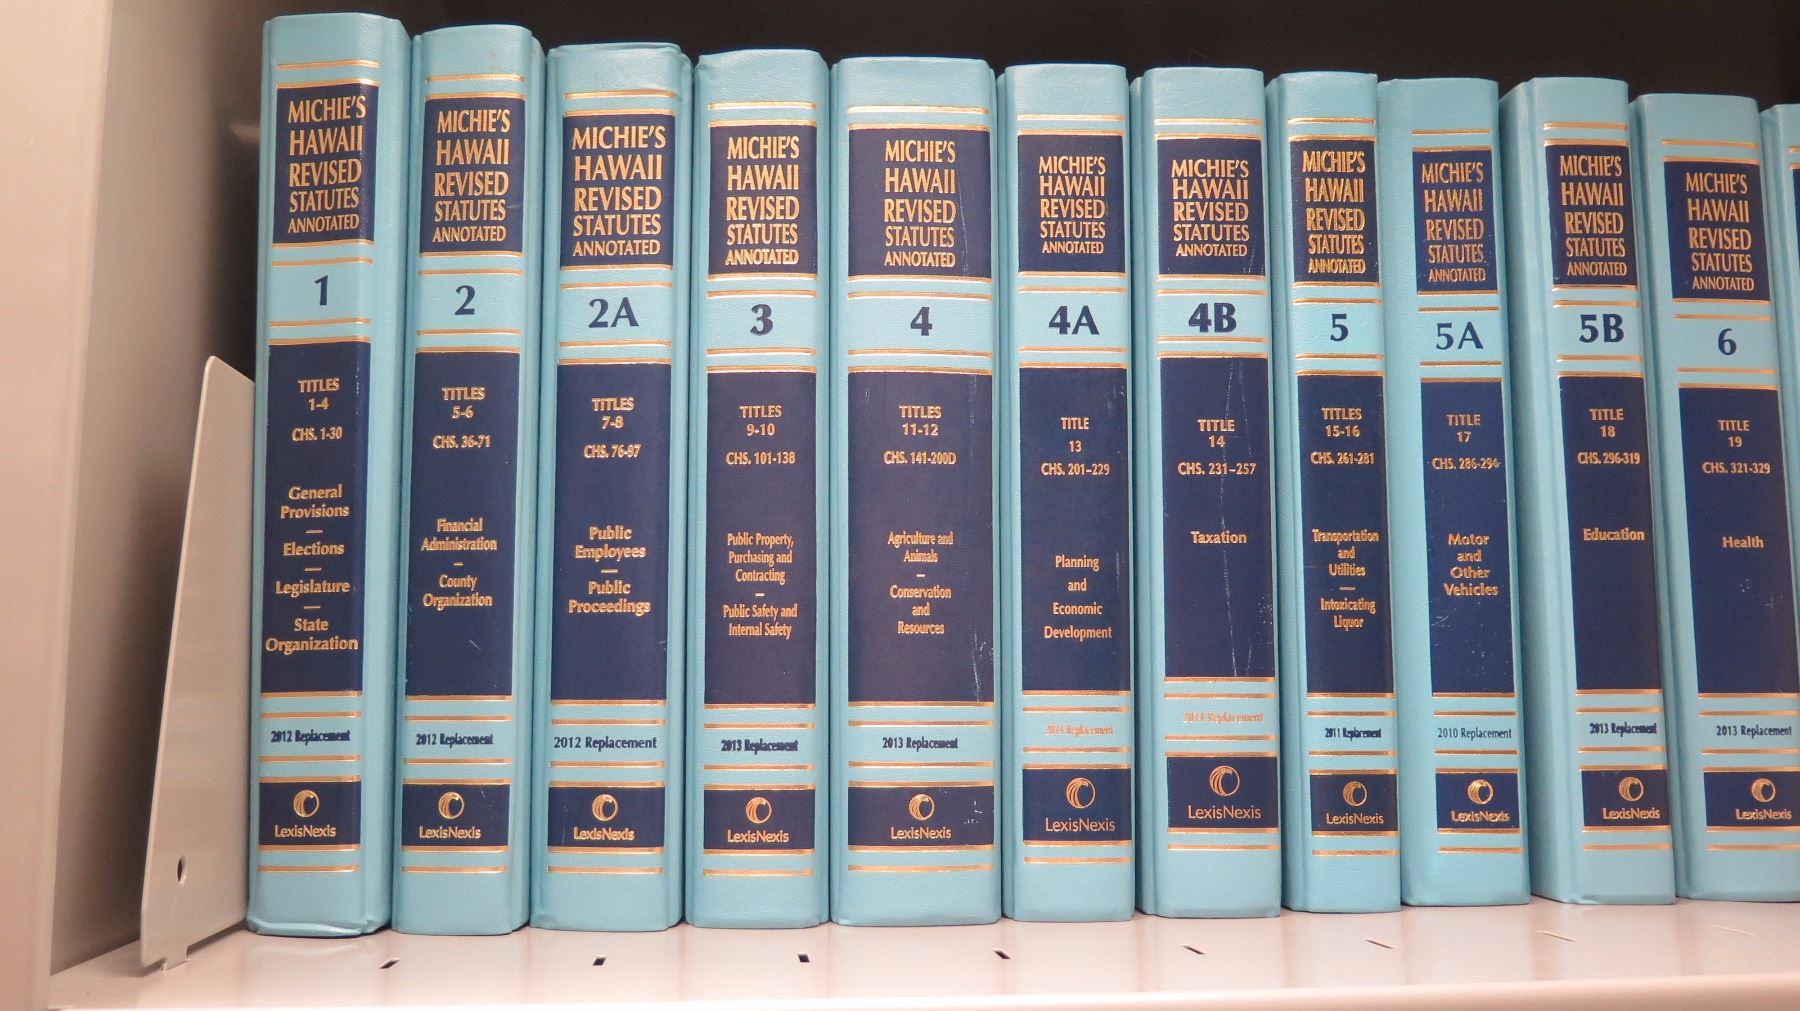 MICHIE'S
HAWAII
REVISED
STATUTES
ANNOTATED
1
TITLES
1-4
CHS. 1-30
General
Provisions
—
Elections
—
Legislature
—
State
Organization
2012 Replacement
LexisNexis
MICHIE'S
HAWAII
REVISED
STATUTES
ANNOTATED
2
TITLES
5-6
CHS. 36-71
Financial
Administration
—
County
Organization
2012 Replacement
LexisNexis
MICHIE'S
HAWAII
REVISED
STATUTES
ANNOTATED
2A
TITLES
7-8
CHS. 76-97
Public
Employees
—
Public
Proceedings
2012 Replacement
LexisNexis
MICHIE'S
HAWAII
REVISED
STATUTES
ANNOTATED
3
TITLES
9-10
CHS. 101-138
Public Property,
Purchasing and
Contracting
—
Public Safety and
Internal Safety
2013 Replacement
LexisNexis
MICHIE'S
HAWAII
REVISED
STATUTES
ANNOTATED
4
TITLES
11-12
CHS. 141-200D
Agriculture and
Animals
—
Conservation
and
Resources
2013 Replacement
LexisNexis
MICHIE'S
HAWAII
REVISED
STATUTES
ANNOTATED
4A
TITLE
13
CHS. 201-229
Planning
and
Economic
Development
2014 Replacement
LexisNexis
MICHIE'S
HAWAII
REVISED
STATUTES
ANNOTATED
4B
TITLE
14
CHS. 231-257
Taxation
2014 Replacement
LexisNexis
MICHIE'S
HAWAII
REVISED
STATUTES
ANNOTATED
5
TITLES
15-16
CHS. 261-281
Transportation
and
Utilities
—
Intoxicating
Liquor
2011 Replacement
LexisNexis
MICHIE'S
HAWAII
REVISED
STATUTES
ANNOTATED
5A
TITLE
17
CHS. 286-294
Motor
and
Other
Vehicles
2010 Replacement
LexisNexis
MICHIE'S
HAWAII
REVISED
STATUTES
ANNOTATED
5B
TITLE
18
CHS. 296-319
Education
2013 Replacement
LexisNexis
MICHIE'S
HAWAII
REVISED
STATUTES
ANNOTATED
6
TITLE
19
CHS. 321-329
Health
2013 Replacement
LexisNexis